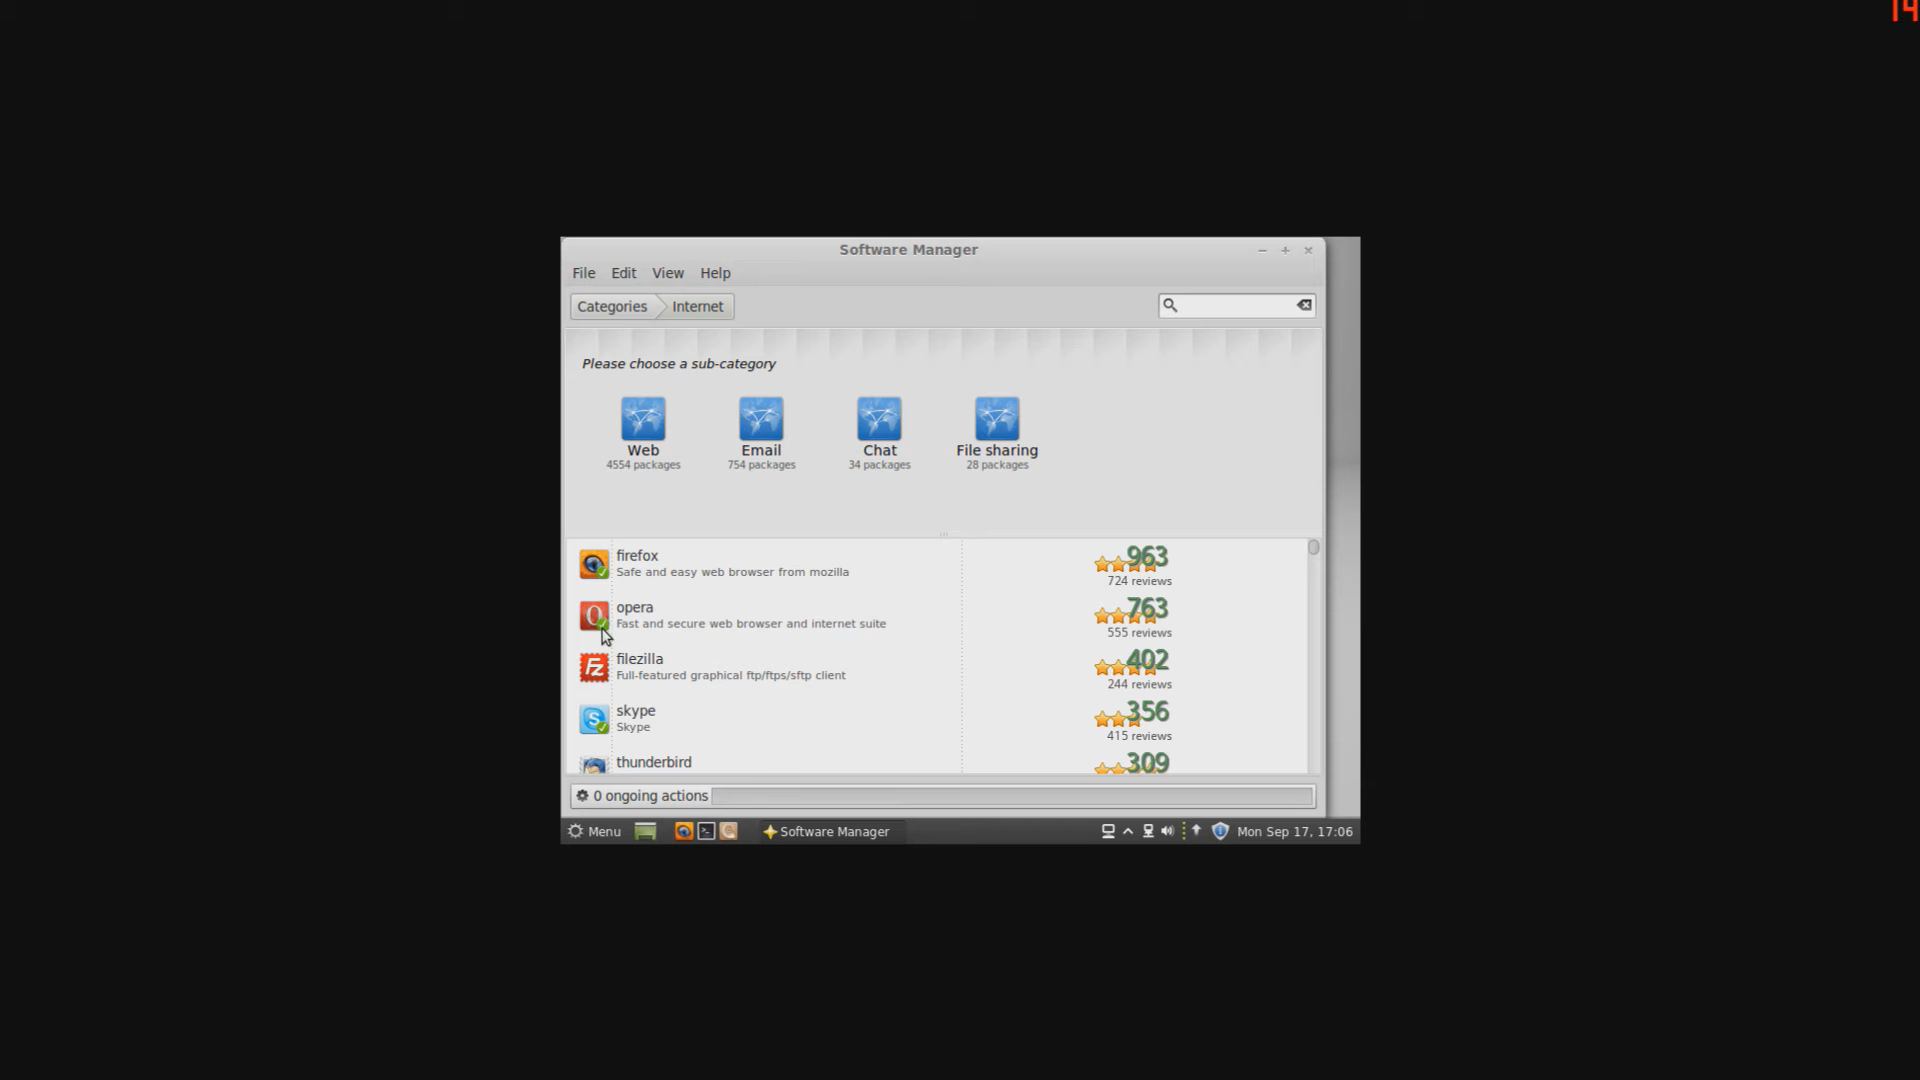 14
Software Manager
File Edit View Help
Categories Internet
Please choose a sub-category
Web Email Chat File sharing
4554 packages 754 packages 34 packages 28 packages
firefox
Safe and easy web browser from mozilla
963
724 reviews
opera
Fast and secure web browser and internet suite
763
555 reviews
Fz
filezilla
Full-featured graphical ftp/ftps/sftp client
402
244 reviews
skype
Skype
356
415 reviews
thunderbird
309
0 ongoing actions
Menu Software Manager Mon Sep 17, 17:06